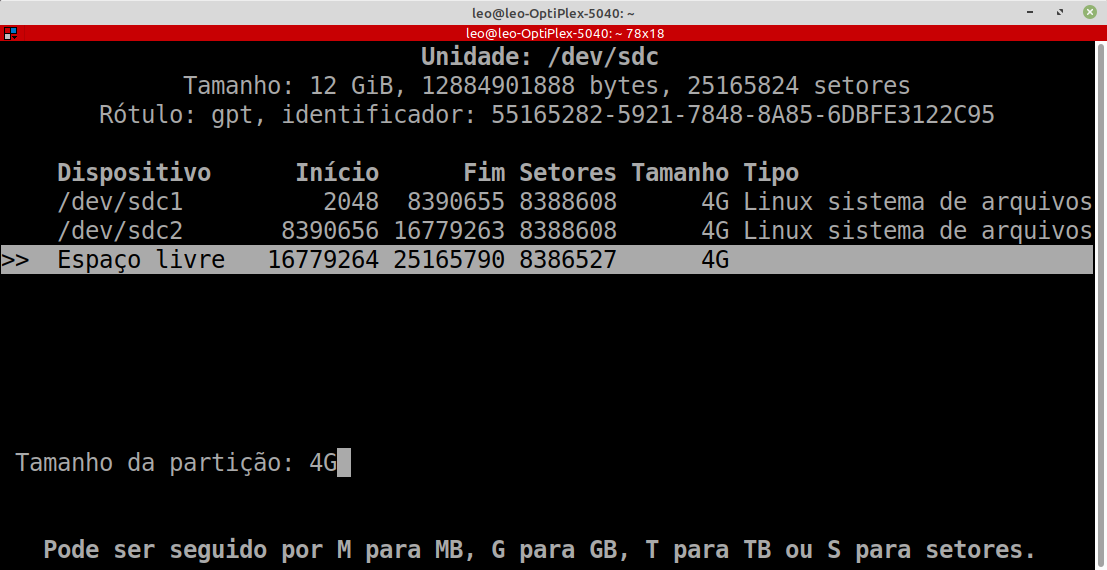 leo@leo-OptiPlex-5040: ~
leo@leo-OptiPlex-5040: ~ 78x18
Unidade: /dev/sdc
Tamanho: 12 GiB, 12884901888 bytes, 25165824 setores
Rótulo: gpt, identificador: 55165282-5921-7848-8A85-6DBFE3122C95
Dispositivo Início Fim Setores Tamanho Tipo
/dev/sdc1 2048 8390655 8388608 4G Linux sistema de arquivos
/dev/sdc2 8390656 16779263 8388608 4G Linux sistema de arquivos
>> Espaço livre 16779264 25165790 8386527 4G
Tamanho da partição: 4G
Pode ser seguido por M para MB, G para GB, T para TB ou S para setores.